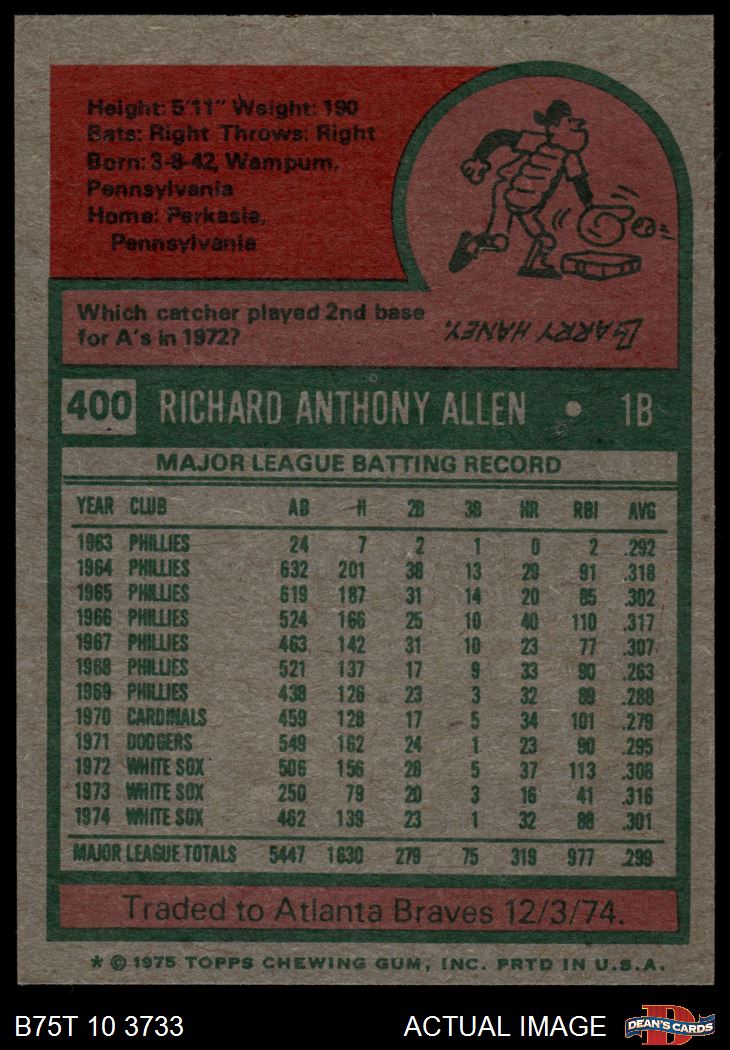 Height: 5'11" Weight: 190
Bats: Right Throws: Right
Born: 3-8-42, Wampum,
Pennsylvania
Home: Perkasie,
Pennsylvania
Which catcher played 2nd base
for A's in 1972?
LARRY HANEY.
400 RICHARD ANTHONY ALLEN • 1B
MAJOR LEAGUE BATTING RECORD
YEAR CLUB AB H 2B 3B HR RBI AVG
1963 PHILLIES 24 7 2 1 0 2 .292
1964 PHILLIES 632 201 38 13 29 91 .318
1965 PHILLIES 619 187 31 14 20 85 .302
1966 PHILLIES 524 166 25 10 40 110 .317
1967 PHILLIES 463 142 31 10 23 77 .307
1968 PHILLIES 521 137 17 9 33 90 .263
1969 PHILLIES 438 126 23 3 32 89 .288
1970 CARDINALS 459 128 17 5 34 101 .279
1971 DODGERS 549 162 24 1 23 90 .295
1972 WHITE SOX 506 156 28 5 37 113 .308
1973 WHITE SOX 250 79 20 3 16 41 .316
1974 WHITE SOX 462 139 23 1 32 88 .301
MAJOR LEAGUE TOTALS 5447 1630 279 75 319 977 .299
Traded to Atlanta Braves 12/3/74.
* © 1975 TOPPS CHEWING GUM, INC. PRTD IN U.S.A.
B75T 10 3733 ACTUAL IMAGE
D
DEAN'S CARDS